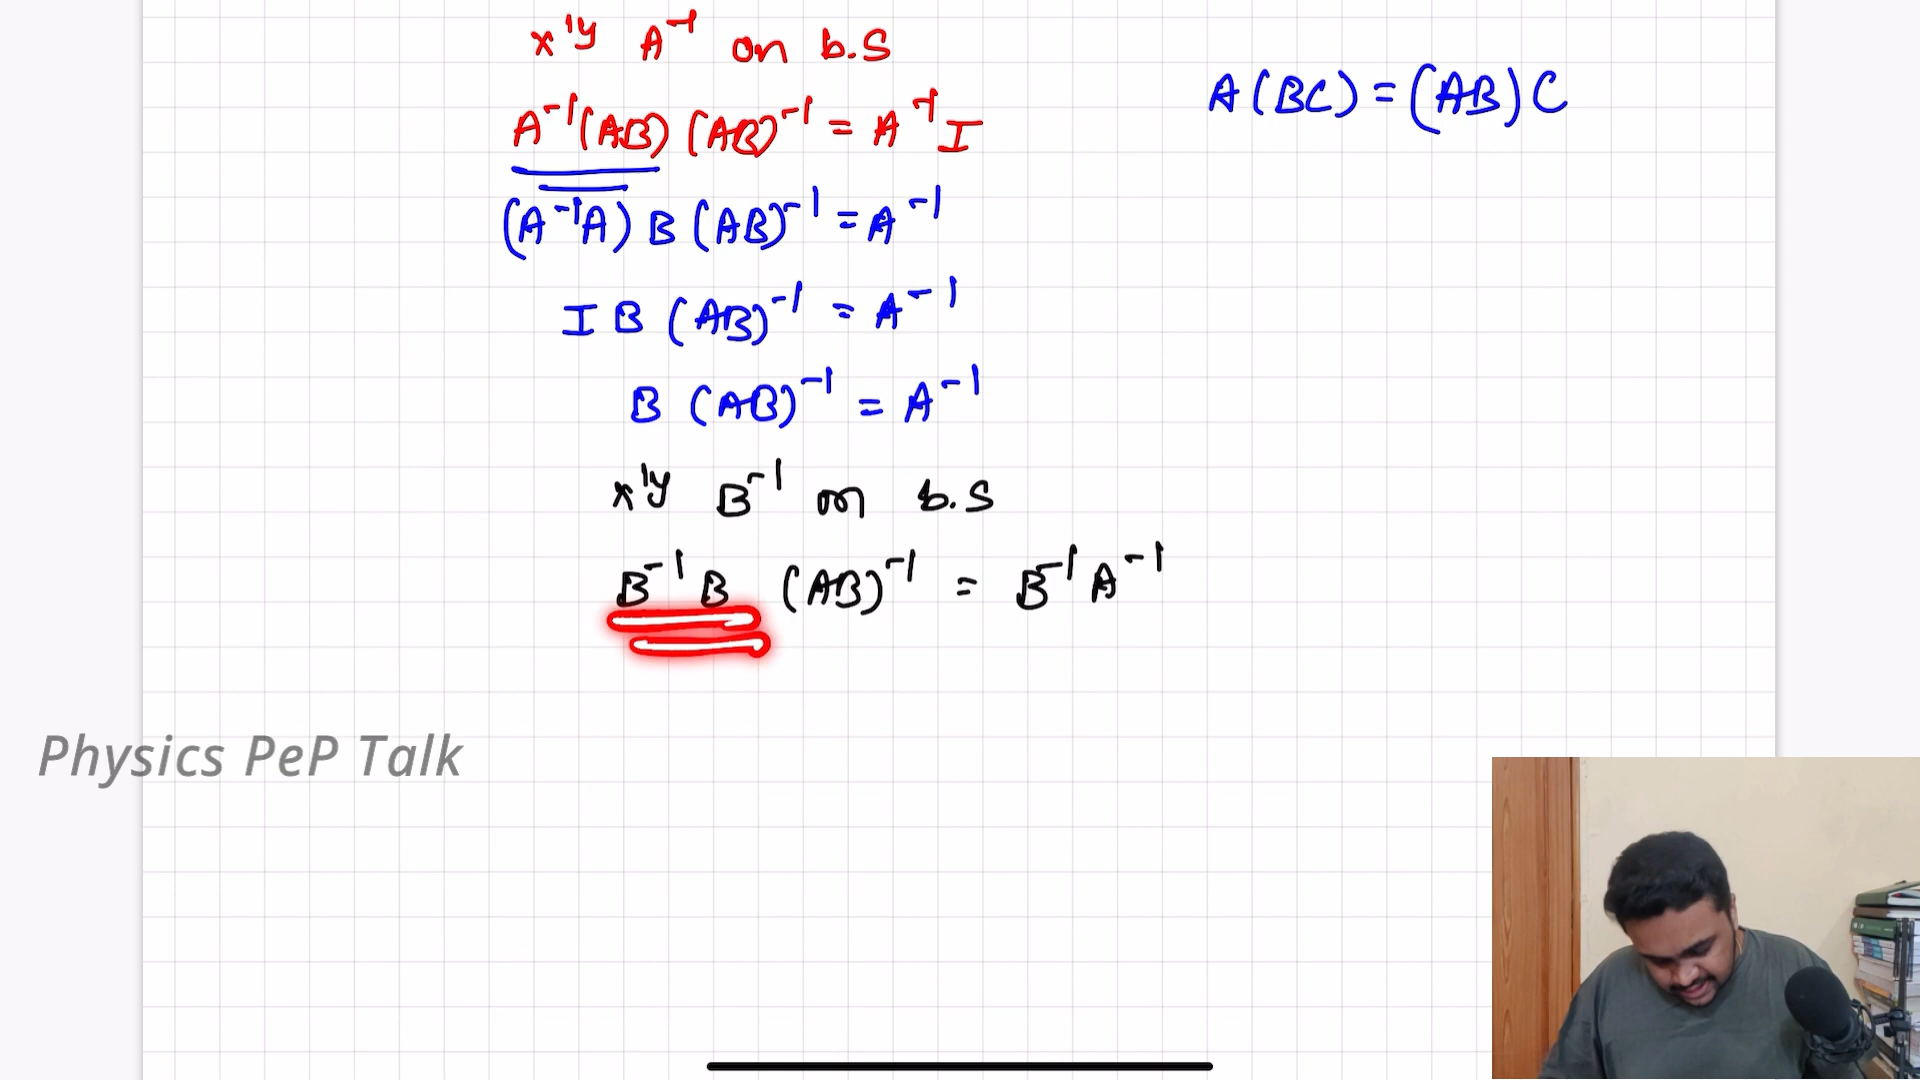 x'y A⁻¹ on b.S
A⁻¹(AB) (AB)⁻¹ = A⁻¹ I
A(BC) = (AB) C
(A⁻¹A) B (AB)⁻¹ = A⁻¹
I B (AB)⁻¹ = A⁻¹
B (AB)⁻¹ = A⁻¹
x'y B⁻¹ on b.S
B⁻¹ B (AB)⁻¹ = B⁻¹ A⁻¹
Physics PeP Talk